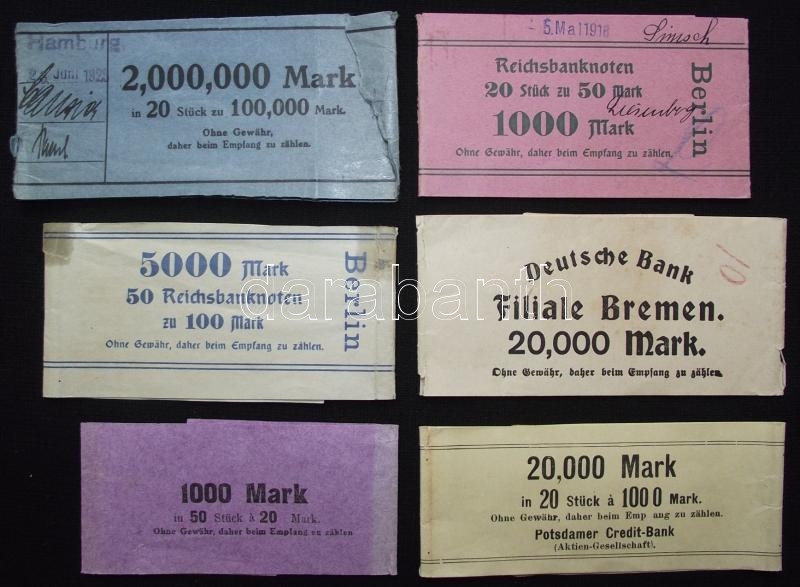 Hamburg
Juni 1923
2,000,000 Mark
in 20 Stück zu 100,000 Mark.
Ohne Gewähr,
daher beim Empfang zu zählen.
- 5. Mai 1918
Reichsbanknoten
20 Stück zu 50 Mark
1000 Mark
Ohne Gewähr, daher beim Empfang zu zählen.
Berlin
5000 Mark
50 Reichsbanknoten
zu 100 Mark
Ohne Gewähr, daher beim Empfang zu zählen.
Berlin
Deutsche Bank
Filiale Bremen.
20,000 Mark.
Ohne Gewähr, daher beim Empfang zu zählen
10
1000 Mark
in 50 Stück à 20 Mark.
Ohne Gewähr, daher beim Empfang zu zählen
20,000 Mark
in 20 Stück à 1000 Mark.
Ohne Gewähr, daher beim Emp ang zu zählen.
Potsdamer Credit-Bank
(Aktien-Gesellschaft).
darabanth